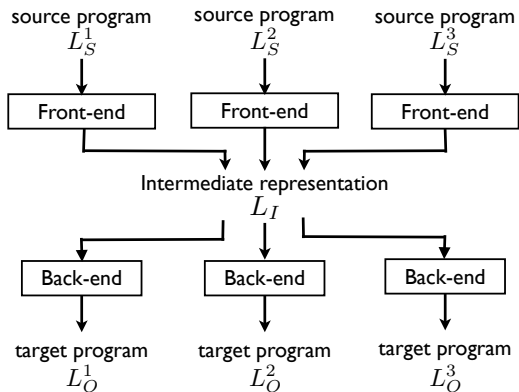 source program source program source program
$L_S^1$ $L_S^2$ $L_S^3$
Front-end Front-end Front-end
Intermediate representation
$L_I$
Back-end Back-end Back-end
target program target program target program
$L_O^1$ $L_O^2$ $L_O^3$